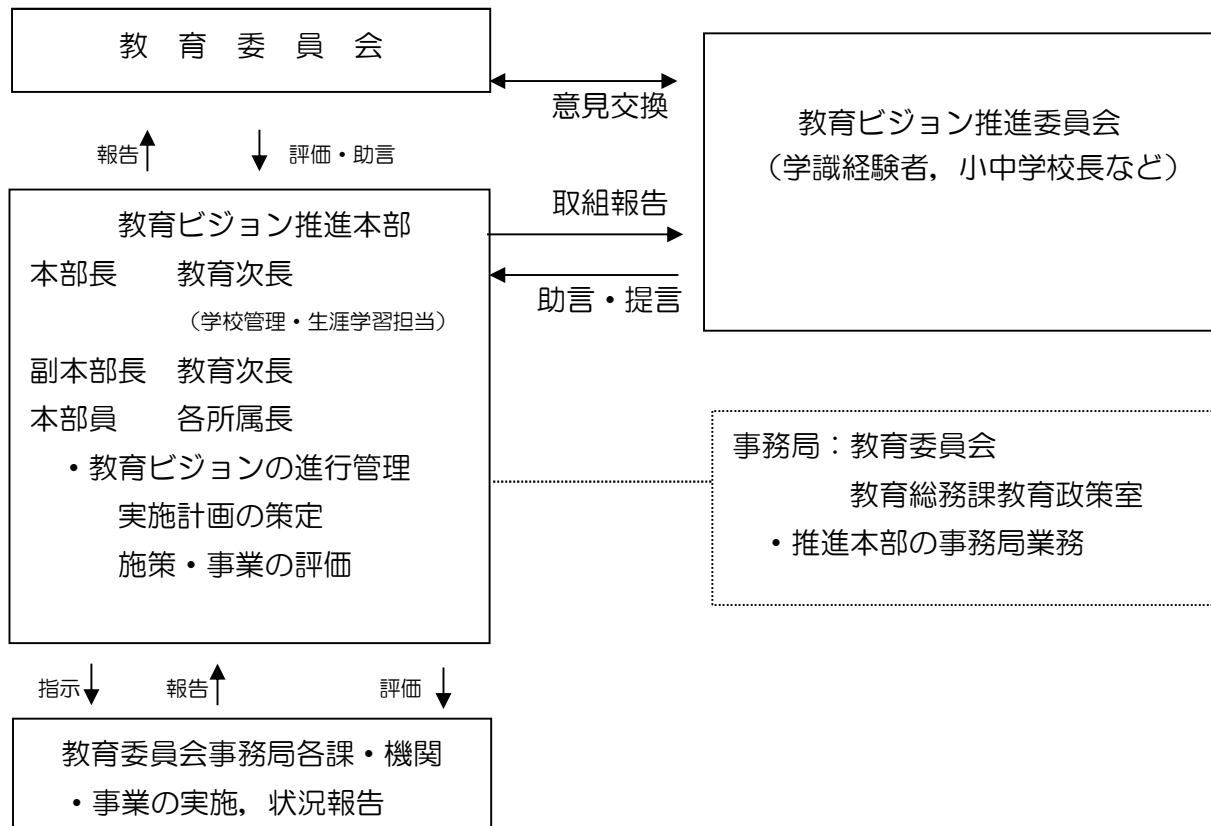 教　育　委　員　会
意見交換
教育ビジョン推進委員会
（学識経験者，小中学校長など）
報告
評価・助言
教育ビジョン推進本部
本部長　　教育次長
（学校管理・生涯学習担当）
副本部長　教育次長
本部員　　各所属長
・教育ビジョンの進行管理
実施計画の策定
施策・事業の評価
取組報告
助言・提言
事務局：教育委員会
教育総務課教育政策室
・推進本部の事務局業務
指示
報告
評価
教育委員会事務局各課・機関
・事業の実施，状況報告